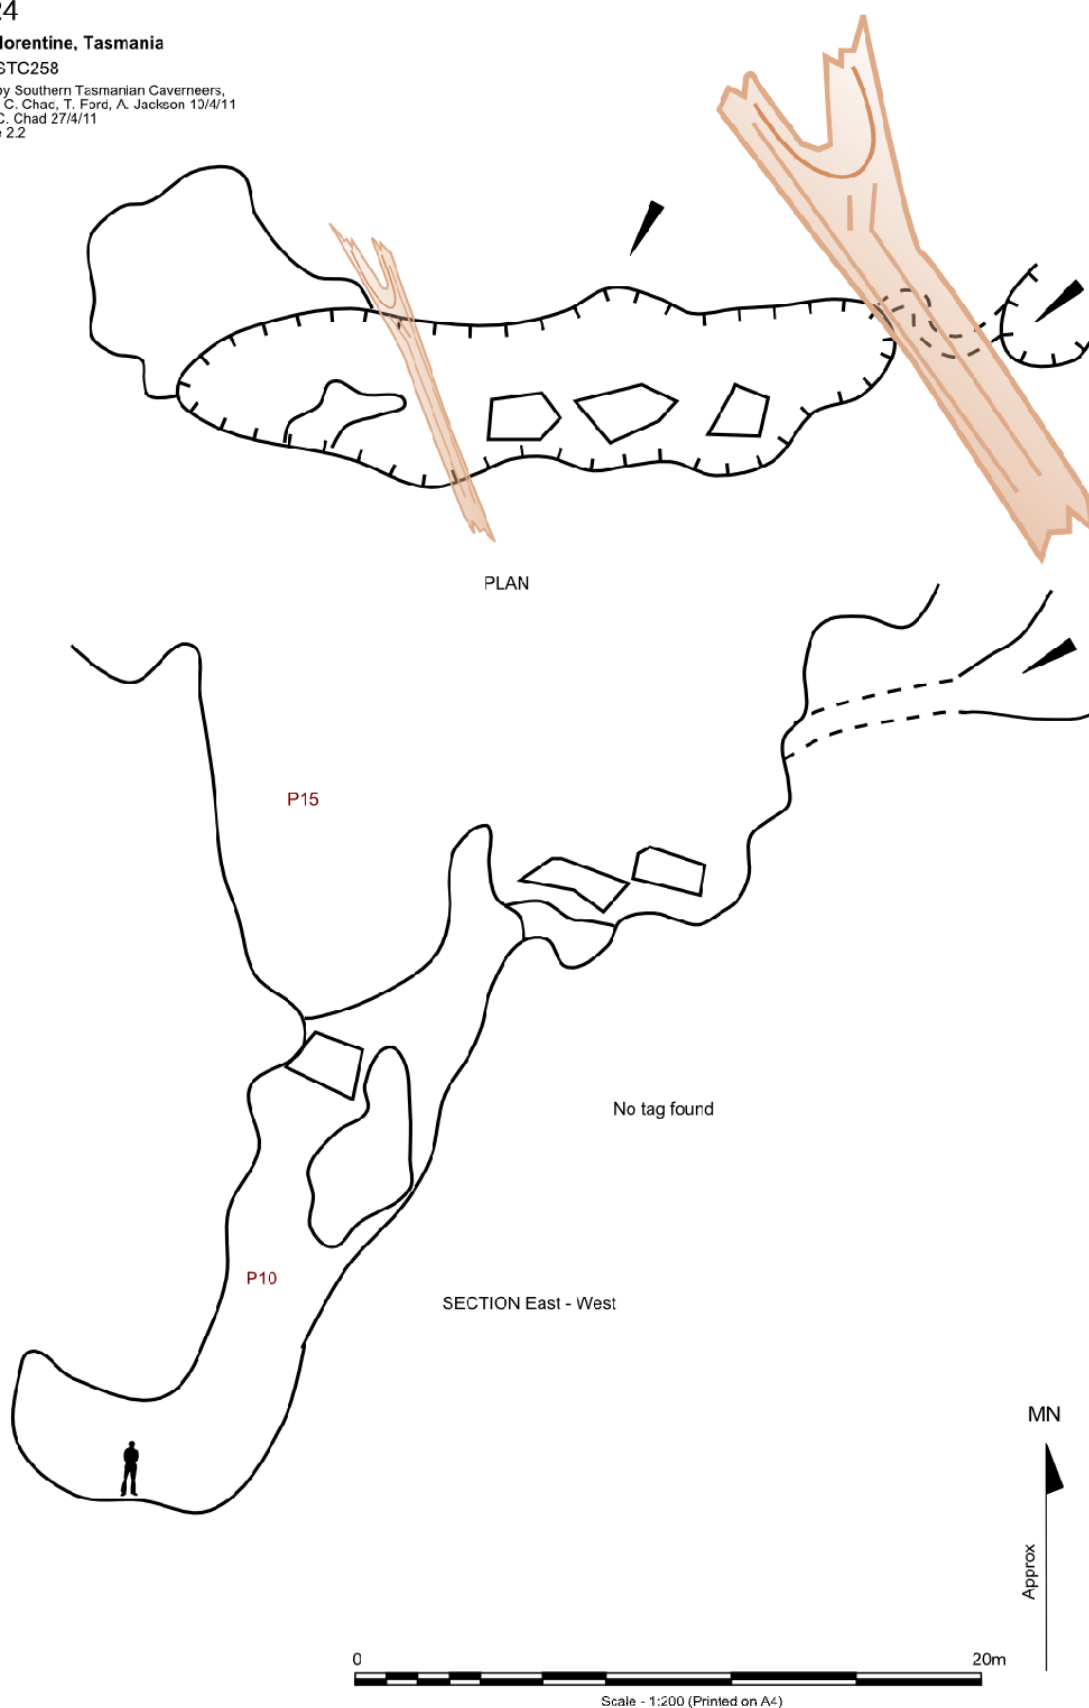 24
lorentine, Tasmania
STC258
by Southern Tasmanian Caverneers,
C. Chad, T. Ford, A. Jackson 10/4/11
C. Chad 27/4/11
2.2
PLAN
P15
No tag found
P10
SECTION East - West
MN
Approx
0 20m
Scale - 1:200 (Printed on A4)